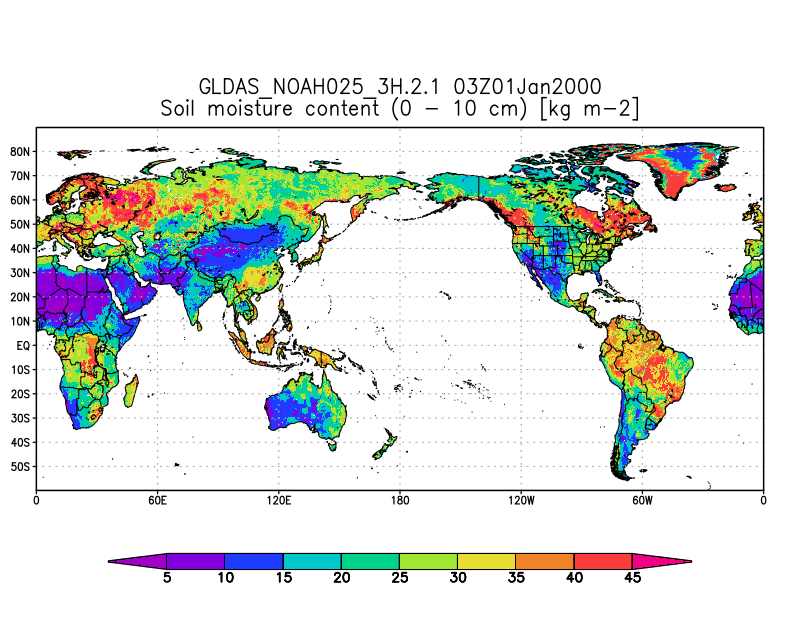 GLDAS_NOAH025_3H.2.1 03Z01Jan2000
Soil moisture content (0 - 10 cm) [kg m-2]
80N
70N
60N
50N
40N
30N
20N
10N
EQ
10S
20S
30S
40S
50S
0 60E 120E 180 120W 60W 0
5 10 15 20 25 30 35 40 45